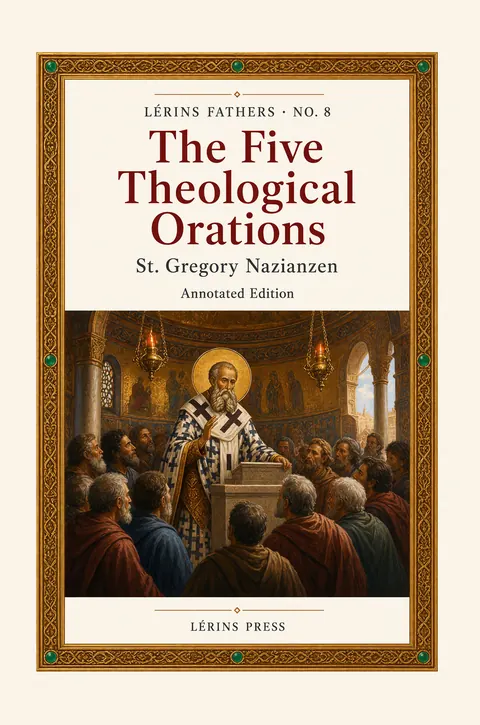 LÉRINS FATHERS · NO. 8
The Five
Theological
Orations
St. Gregory Nazianzen
Annotated Edition
LÉRINS PRESS